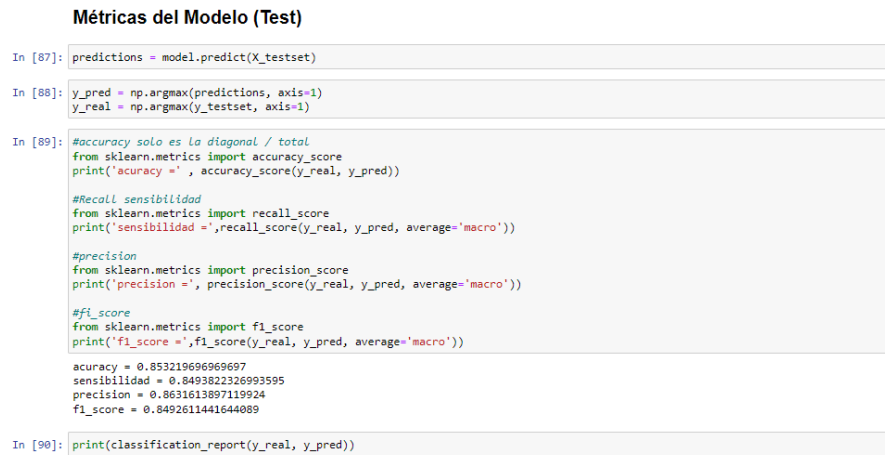 Métricas del Modelo (Test)
In [87]: predictions = model.predict(X_testset)
In [88]: y_pred = np.argmax(predictions, axis=1)
y_real = np.argmax(y_testset, axis=1)
In [89]: #accuracy solo es la diagonal / total
from sklearn.metrics import accuracy_score
print('acuracy =' , accuracy_score(y_real, y_pred))
#Recall sensibilidad
from sklearn.metrics import recall_score
print('sensibilidad =',recall_score(y_real, y_pred, average='macro'))
#precision
from sklearn.metrics import precision_score
print('precision =', precision_score(y_real, y_pred, average='macro'))
#fi_score
from sklearn.metrics import f1_score
print('f1_score =',f1_score(y_real, y_pred, average='macro'))
acuracy = 0.853219696969697
sensibilidad = 0.8493822326993595
precision = 0.8631613897119924
f1_score = 0.8492611441644089
In [90]: print(classification_report(y_real, y_pred))